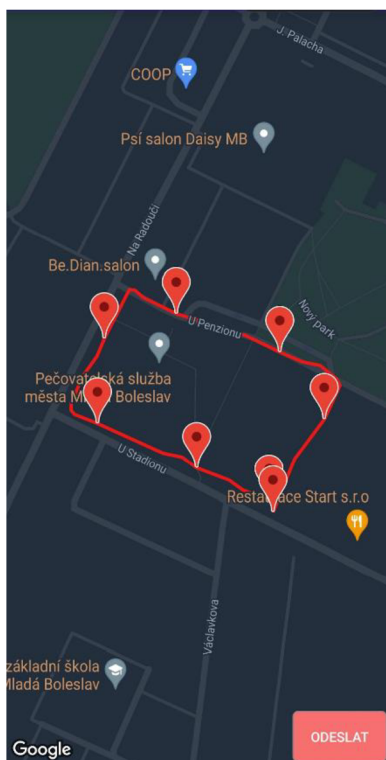 J. Palacha
COOP
Psí salon Daisy MB
Na Radouči
Be.Dian.salon
Nový park
U Penzionu
Pečovatelská služba
města Mladá Boleslav
U Stadionu
Restaurace Start s.r.o
Václavkova
základní škola
Mladá Boleslav
ODESLAT
Google